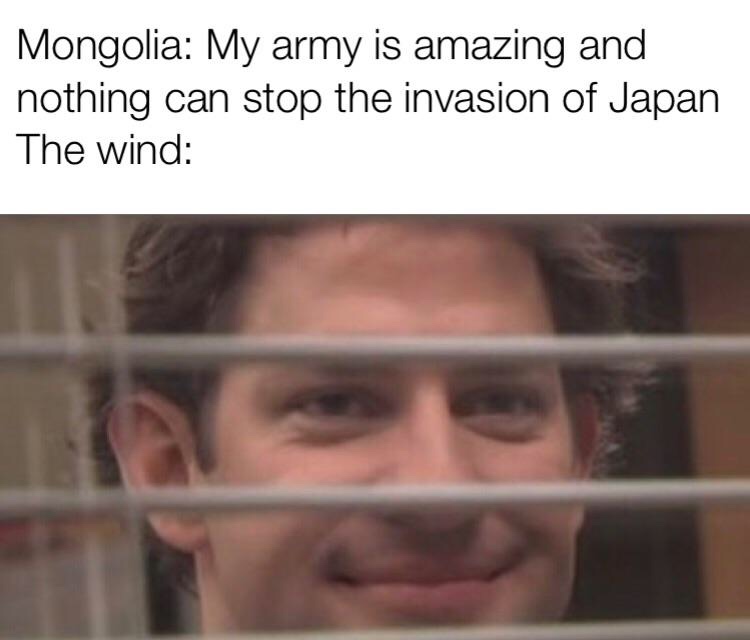 Mongolia: My army is amazing and
nothing can stop the invasion of Japan
The wind: